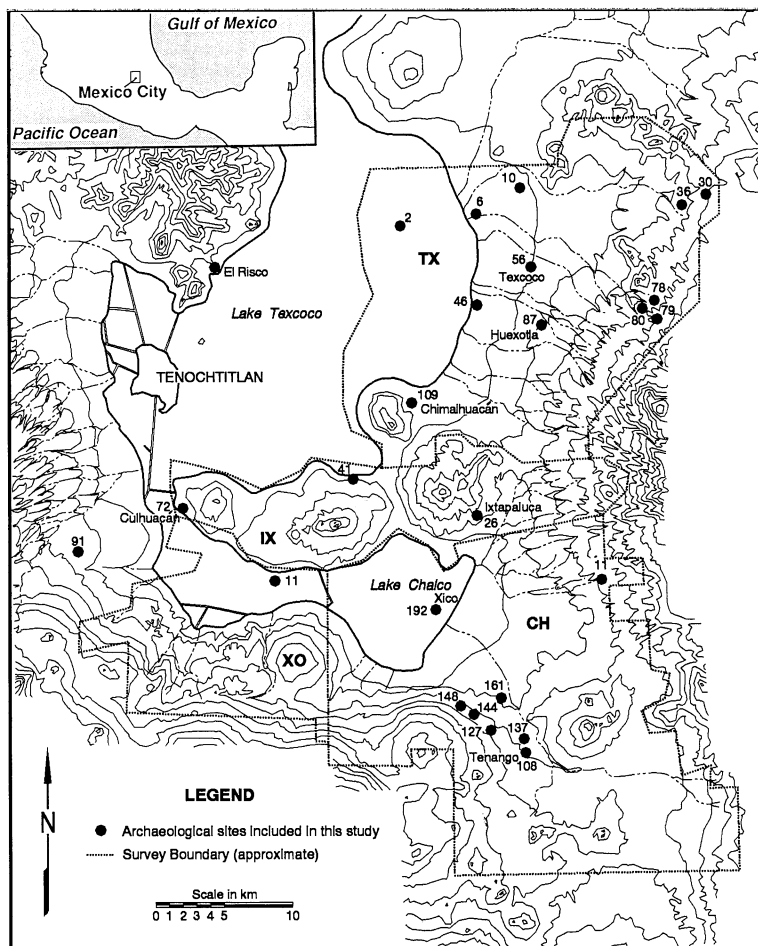 Gulf of Mexico
Mexico City
Pacific Ocean
10
36
30
6
2
TX
56
Texcoco
El Risco
78
46
80
79
Lake Texcoco
87
Huexotla
TENOCHTITLAN
109
Chimalhuacán
41
72
Culhuacán
Ixtapaluca
26
IX
91
11
11
Lake Chalco
Xico
192
CH
XO
161
148
144
127
137
Tenango
108
LEGEND
N
Archaeological sites included in this study
Survey Boundary (approximate)
Scale in km
0 1 2 3 4 5 10